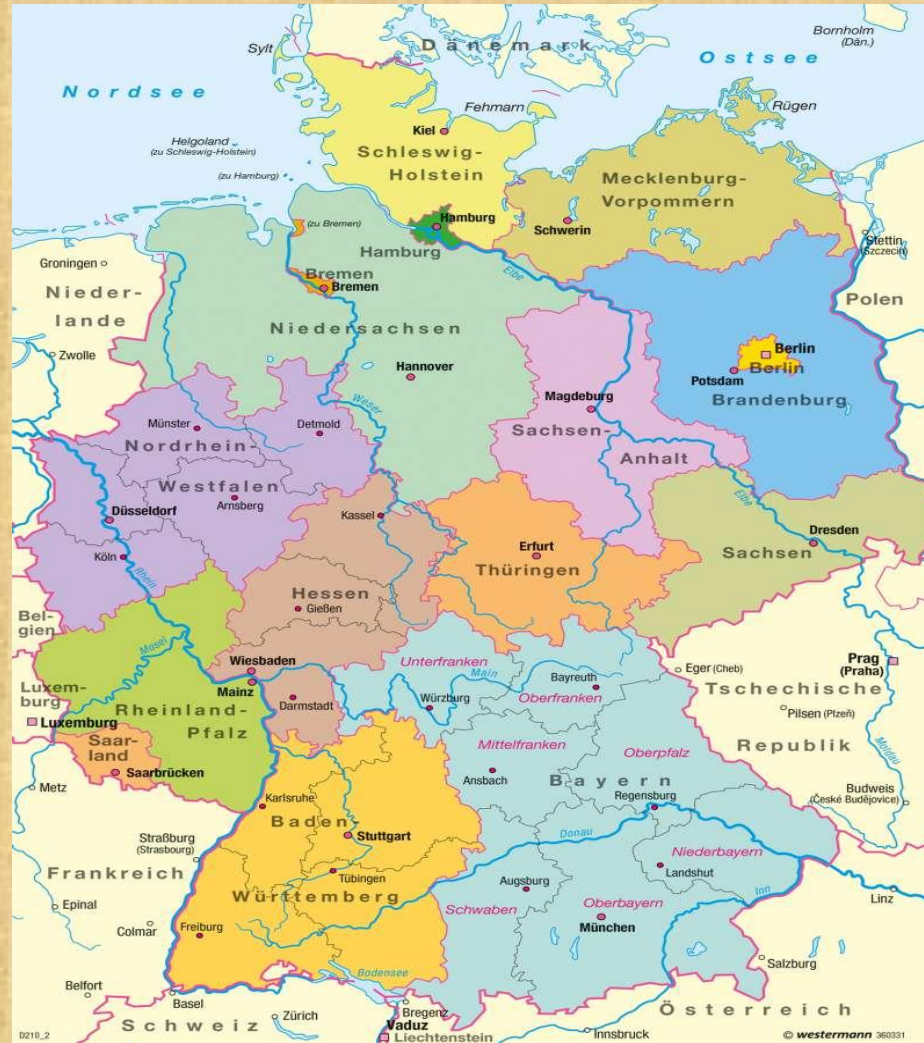 Bornholm
(Dän.)
Sylt
Dänemark
Ostsee
Nordsee
Fehmarn
Rügen
Kiel
Helgoland
(zu Schleswig-Holstein)
Schleswig-
Holstein
(zu Hamburg)
Mecklenburg-
Vorpommern
Hamburg
Schwerin
(zu Bremen)
Stettin
(Szczecin)
Hamburg
Groningen
Elbe
Bremen
Bremen
Nieder-
lande
Polen
Niedersachsen
Zwolle
Berlin
Berlin
Hannover
Potsdam
Brandenburg
Magdeburg
Weser
Münster
Detmold
Sachsen-
Anhalt
Nordrhein-
Westfalen
Elbe
Arnsberg
Düsseldorf
Kassel
Dresden
Köln
Erfurt
Sachsen
Rhein
Thüringen
Hessen
Gießen
Bel-
gien
Mosel
Wiesbaden
Unterfranken
Main
Eger (Cheb)
Prag
(Praha)
Mainz
Bayreuth
Luxem-
burg
Darmstadt
Würzburg
Oberfranken
Tschechische
Rheinland-
Pfalz
Luxemburg
Pilsen (Plzeň)
Mittelfranken
Oberpfalz
Republik
Moldau
Saar-
land
Saarbrücken
Ansbach
Bayern
Metz
Regensburg
Budweis
(České Budějovice)
Karlsruhe
Baden-
Stuttgart
Donau
Straßburg
(Strasbourg)
Niederbayern
Frankreich
Tübingen
Landshut
Augsburg
Inn
Württemberg
Linz
Epinal
Schwaben
Oberbayern
München
Colmar
Freiburg
Salzburg
Bodensee
Belfort
Basel
Bregenz
Österreich
Zürich
Schweiz
Vaduz
Innsbruck
Liechtenstein
D210_2
© westermann 360331